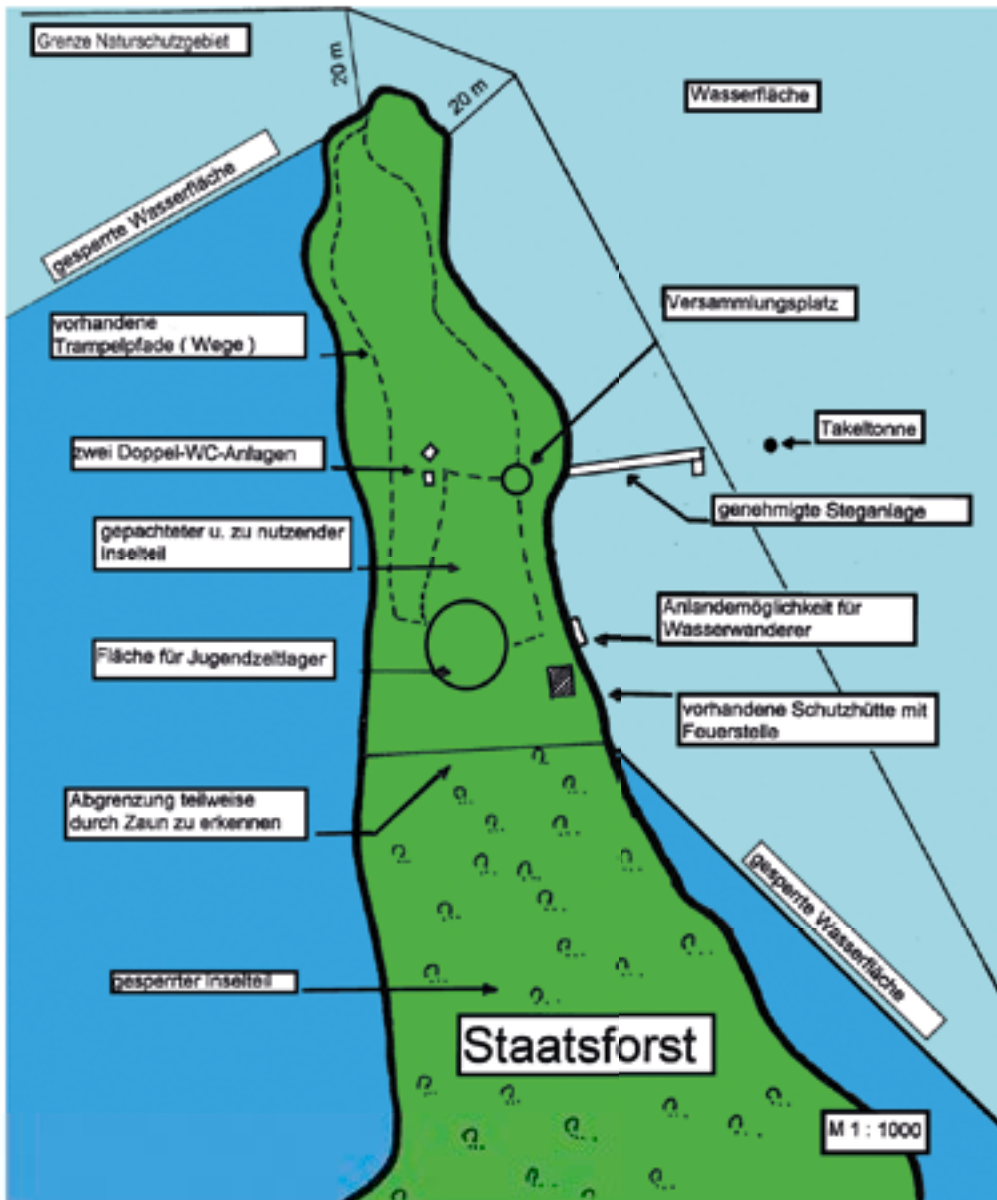 Grenze Naturschutzgebiet
20 m
20 m
Wasserfläche
gesperrte Wasserfläche
Versammlungsplatz
vorhandene
Trampelpfade ( Wege )
Takeltonne
zwei Doppel-WC-Anlagen
genehmigte Steganlage
gepachteter u. zu nutzender
Inselteil
Anlandemöglichkeit für
Wasserwanderer
Fläche für Jugendzeltlager
vorhandene Schutzhütte mit
Feuerstelle
Abgrenzung teilweise
durch Zaun zu erkennen
gesperrte Wasserfläche
gesperrter Inselteil
Staatsforst
M 1 : 1000